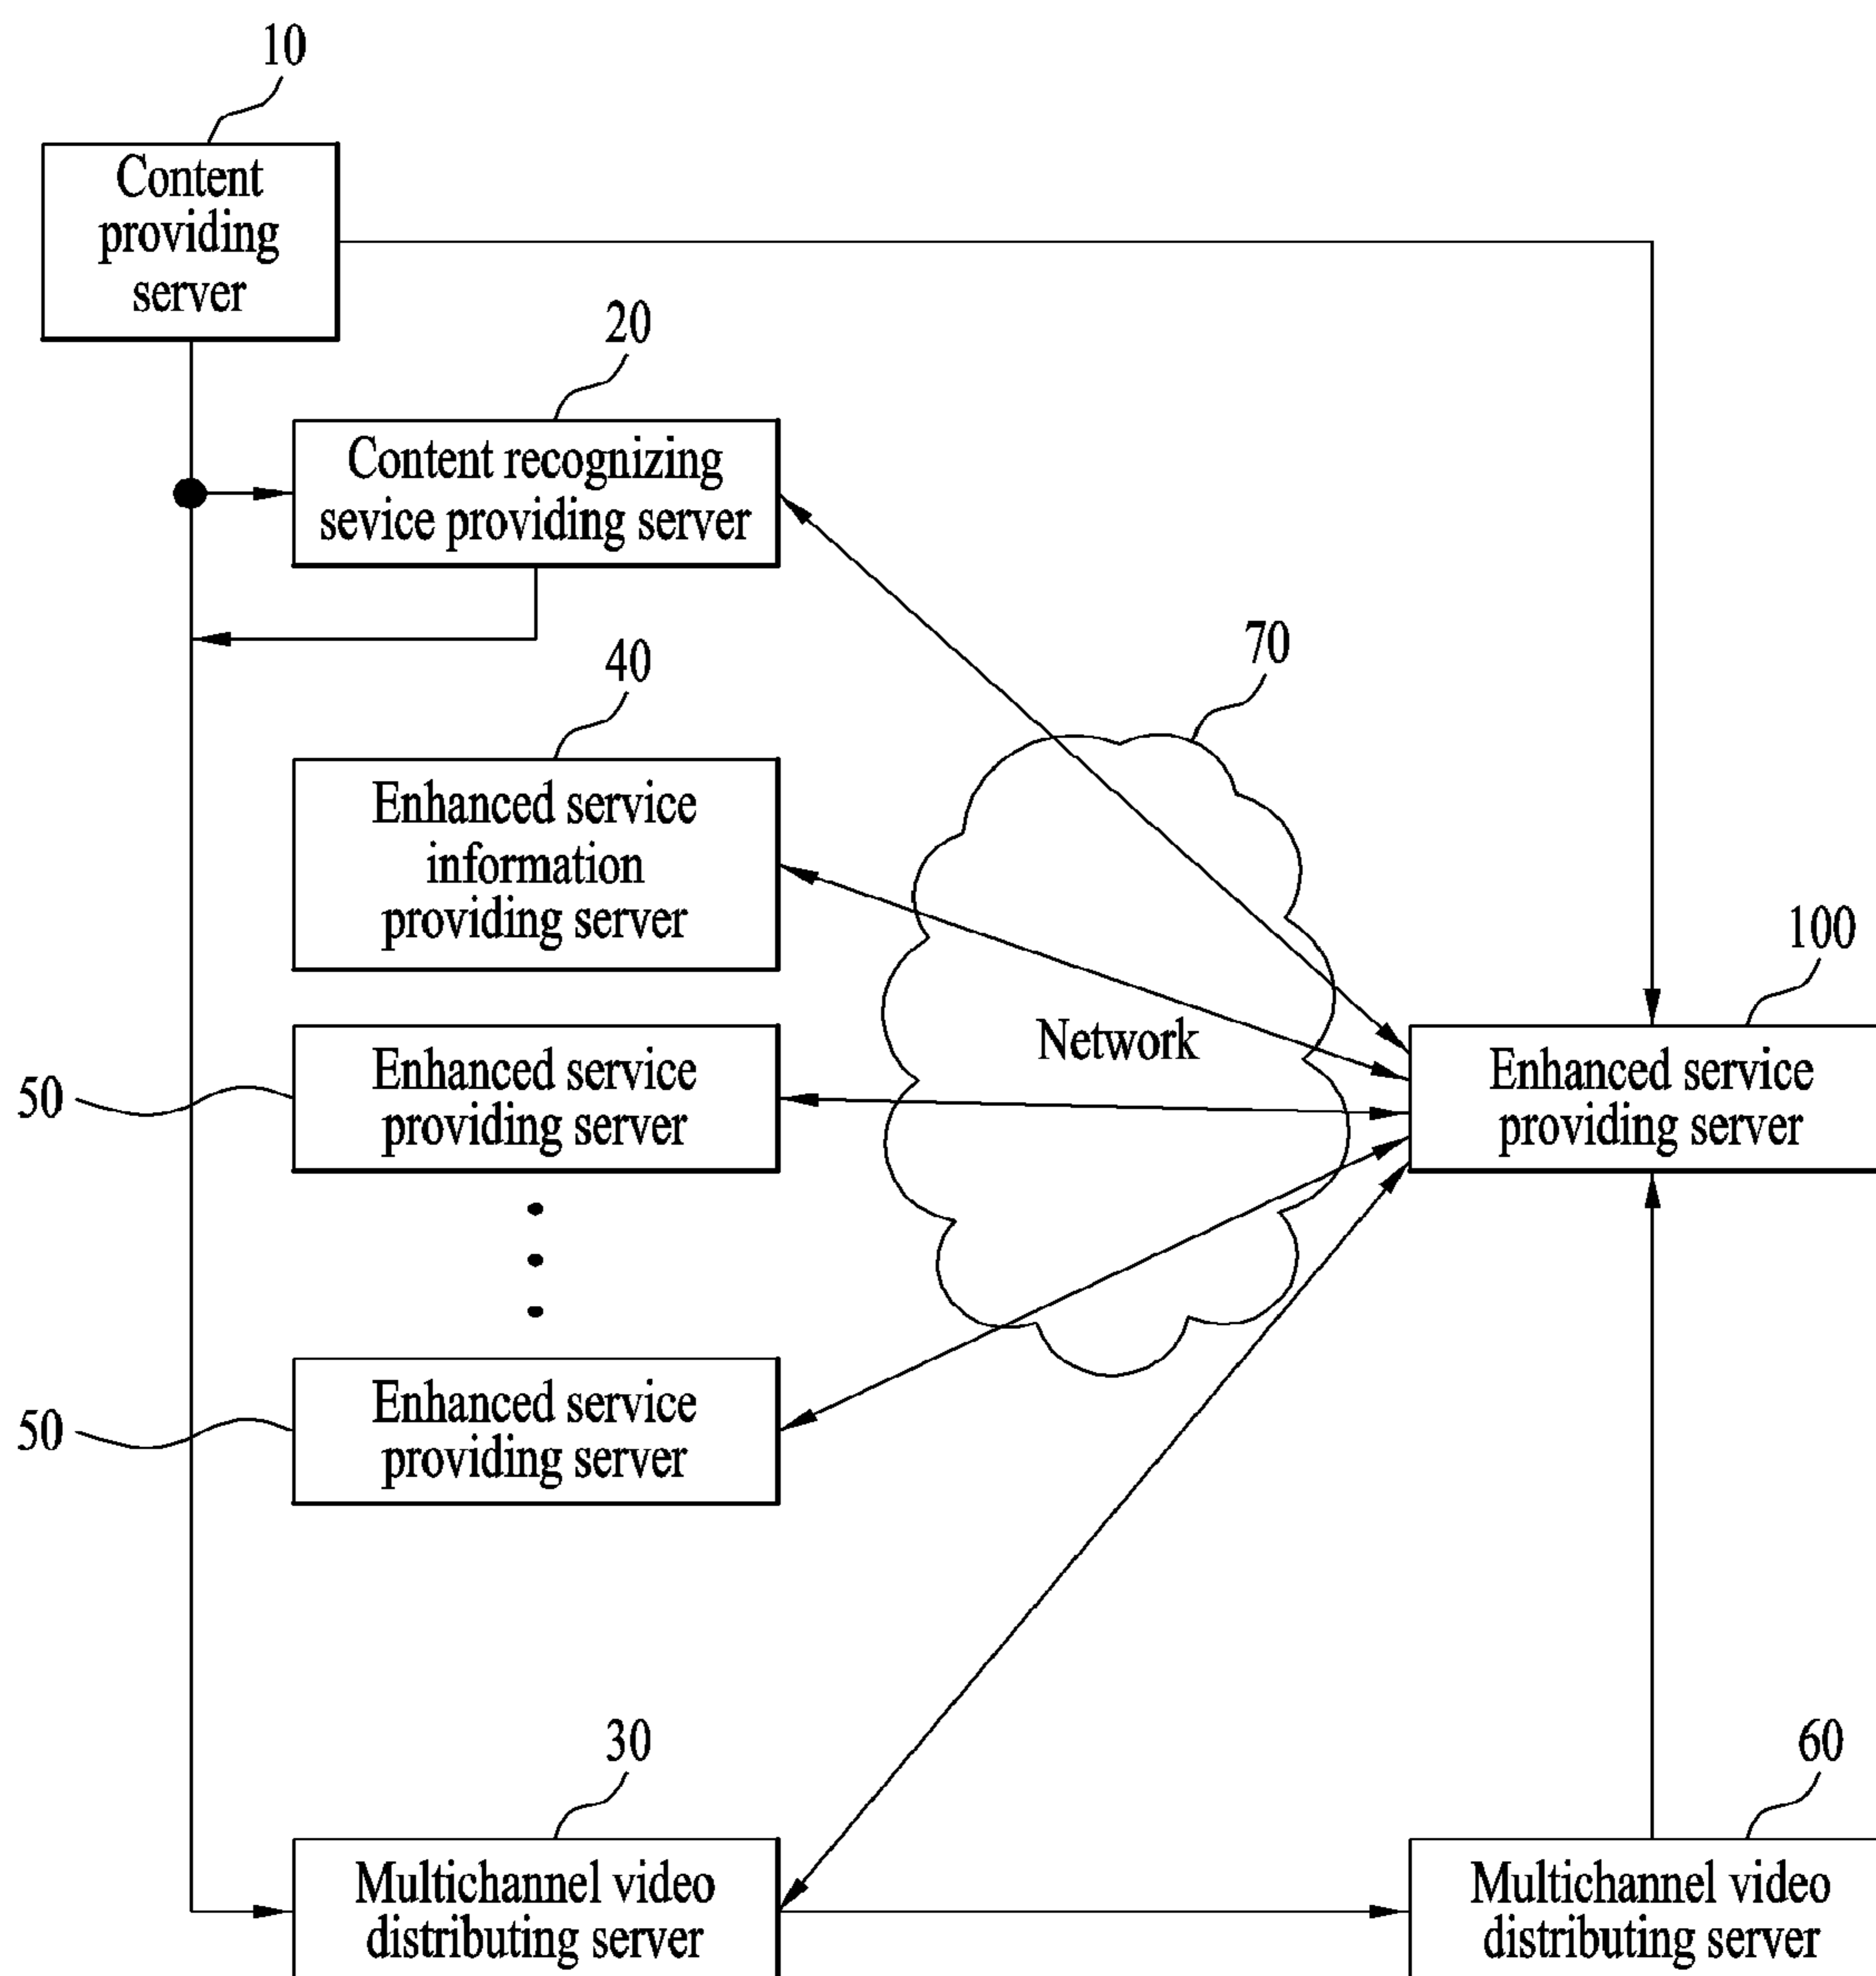 10
Content
providing
server
20
Content recognizing
sevice providing server
40
Enhanced service
information
providing server
70
Network
100
Enhanced service
providing server
50
Enhanced service
providing server
50
Enhanced service
providing server
30
Multichannel video
distributing server
60
Multichannel video
distributing server